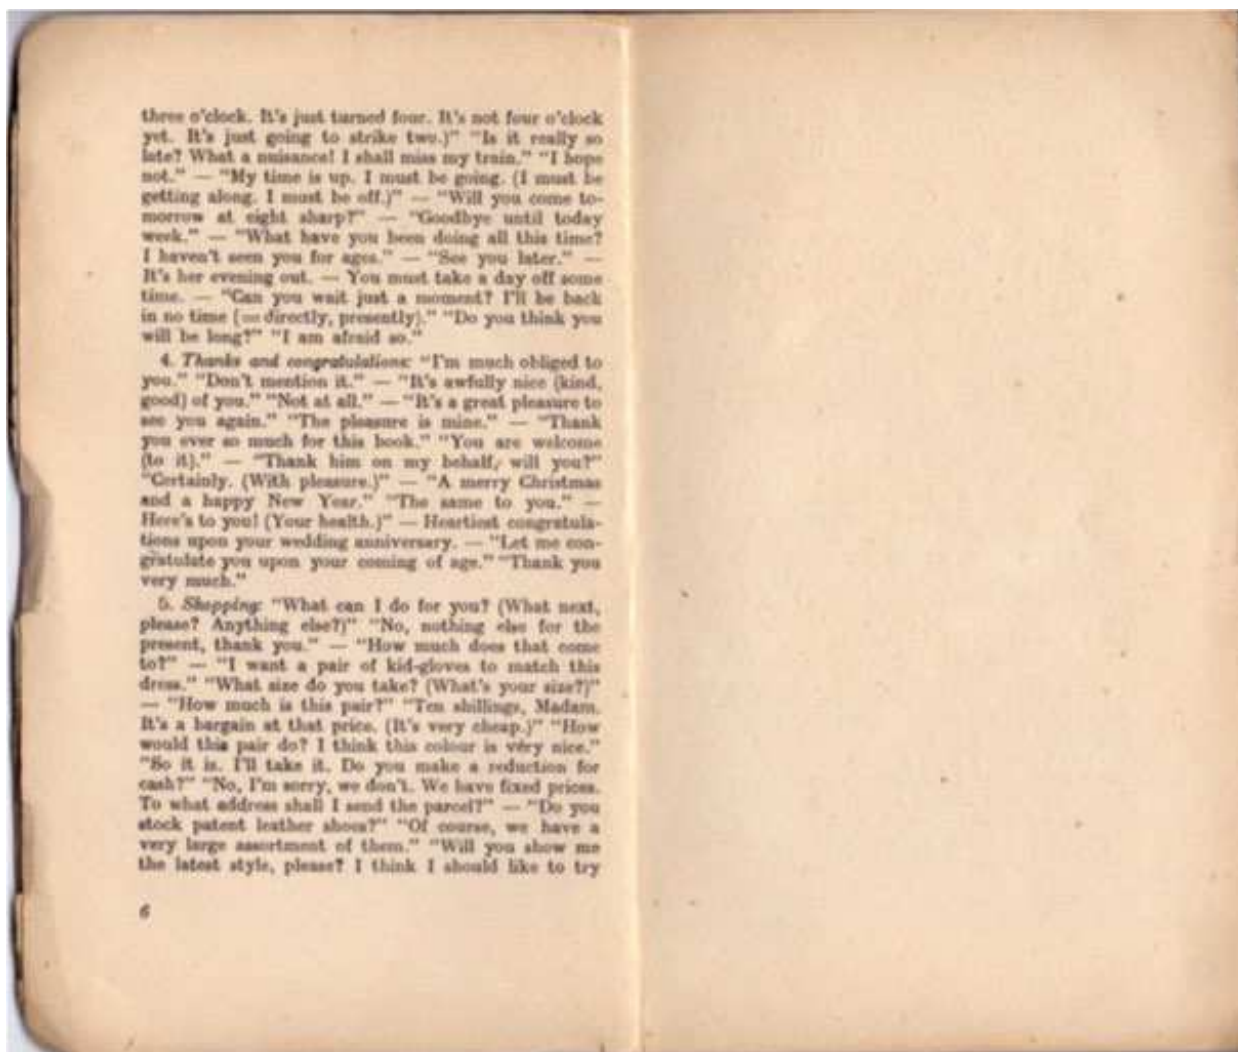 three o'clock. It's just turned four. It's not four o'clock
yet. It's just going to strike two.)” “Is it really so
late? What a nuisance! I shall miss my train.” “I hope
not.” — “My time is up. I must be going. (I must be
getting along. I must be off.)” — “Will you come to-
morrow at eight sharp?” — “Goodbye until today
week.” — “What have you been doing all this time?
I haven't seen you for ages.” — “See you later.” —
It's her evening out. — You must take a day off some
time. — “Can you wait just a moment? I'll be back
in no time (= directly, presently).” “Do you think you
will be long?” “I am afraid so.”
4. Thanks and congratulations: “I'm much obliged to
you.” “Don't mention it.” — “It's awfully nice (kind,
good) of you.” “Not at all.” — “It's a great pleasure to
see you again.” “The pleasure is mine.” — “Thank
you ever so much for this book.” “You are welcome
(to it).” — “Thank him on my behalf, will you?”
“Certainly. (With pleasure.)” — “A merry Christmas
and a happy New Year.” “The same to you.” —
Here's to you! (Your health.)” — Heartiest congratula-
tions upon your wedding anniversary. — “Let me con-
gratulate you upon your coming of age.” “Thank you
very much.”
5. Shopping: “What can I do for you? (What next,
please? Anything else?)” “No, nothing else for the
present, thank you.” — “How much does that come
to?” — “I want a pair of kid-gloves to match this
dress.” “What size do you take? (What's your size?)”
— “How much is this pair?” “Ten shillings, Madam.
It's a bargain at that price. (It's very cheap.)” “How
would this pair do? I think this colour is very nice.”
“So it is. I'll take it. Do you make a reduction for
cash?” “No, I'm sorry, we don't. We have fixed prices.
To what address shall I send the parcel?” — “Do you
stock patent leather shoes?” “Of course, we have a
very large assortment of them.” “Will you show me
the latest style, please? I think I should like to try
6